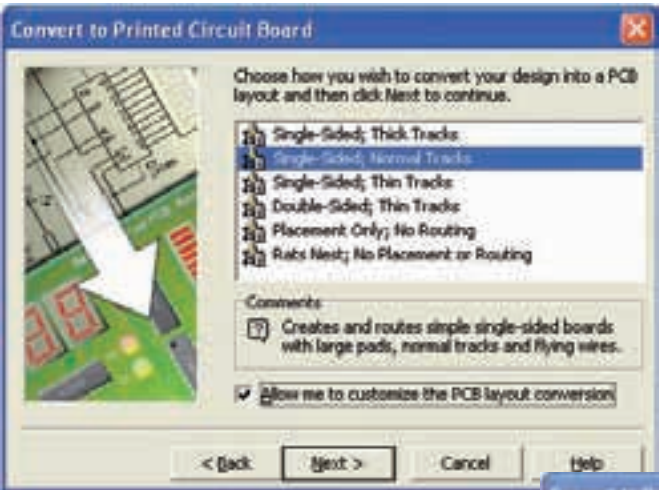 Convert to Printed Circuit Board
Choose how you wish to convert your design into a PCB
layout and then click Next to continue.
Single-Sided; Thick Tracks
Single-Sided; Normal Tracks
Single-Sided; Thin Tracks
Double-Sided; Thin Tracks
Placement Only; No Routing
Rats Nest; No Placement or Routing
Comments
Creates and routes simple single-sided boards
with large pads, normal tracks and flying wires.
Allow me to customize the PCB layout conversion
< Back Next > Cancel Help